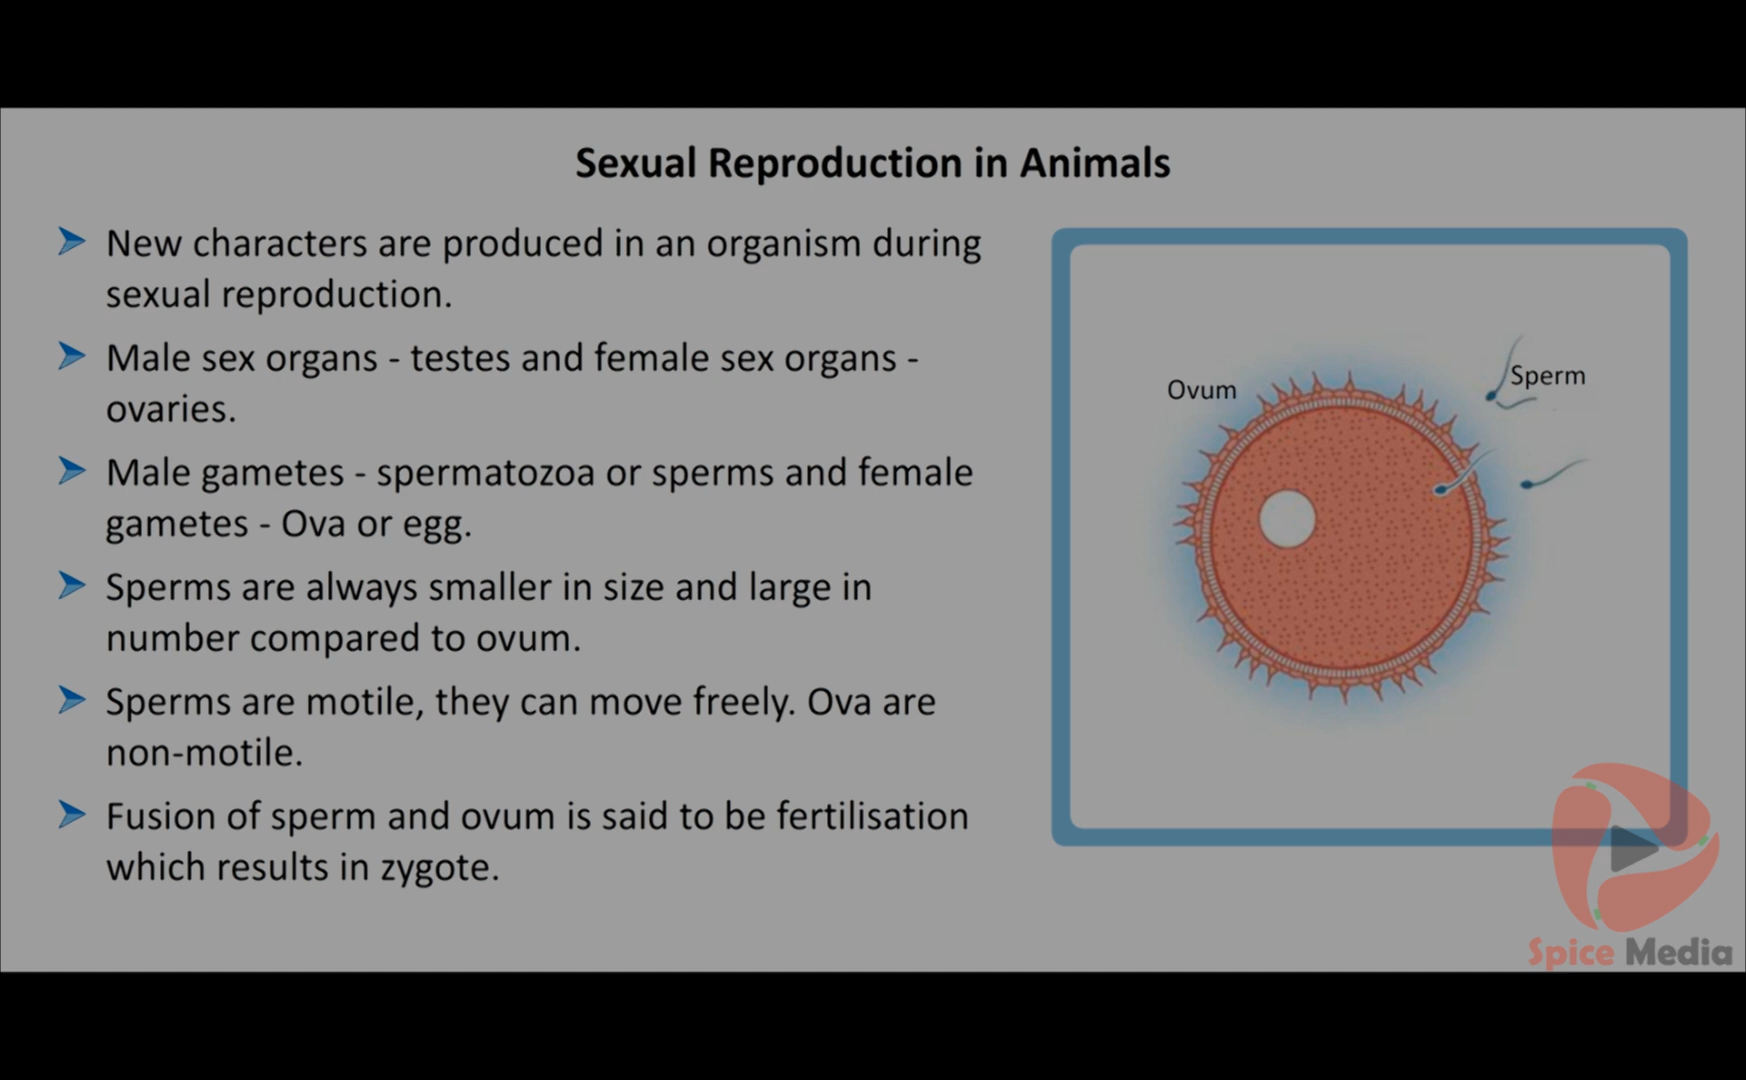 Sexual Reproduction in Animals
New characters are produced in an organism during
sexual reproduction.
Male sex organs - testes and female sex organs -
ovaries.
Male gametes - spermatozoa or sperms and female
gametes - Ova or egg.
Sperms are always smaller in size and large in
number compared to ovum.
Sperms are motile, they can move freely. Ova are
non-motile.
Fusion of sperm and ovum is said to be fertilisation
which results in zygote.
Ovum
Sperm
Spice Media